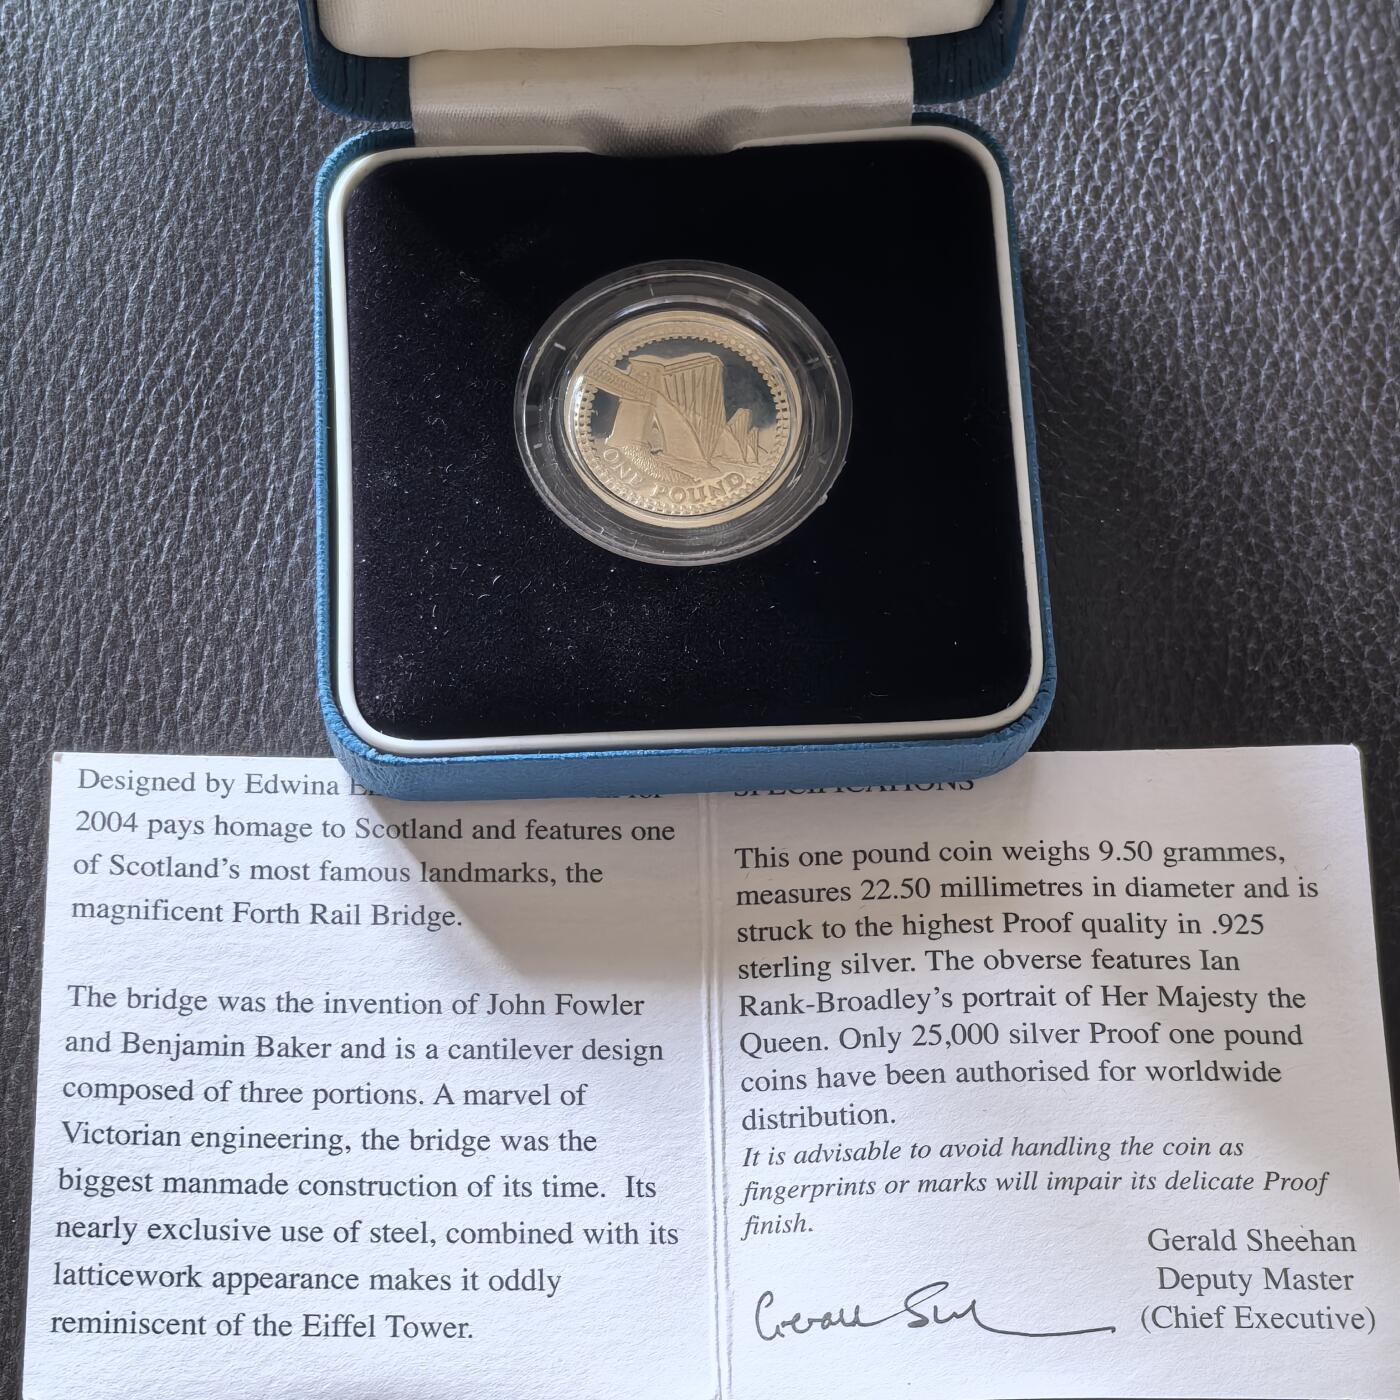 ONE POUND
Designed by Edwina
2004 pays homage to Scotland and features one
of Scotland's most famous landmarks, the
magnificent Forth Rail Bridge.
The bridge was the invention of John Fowler
and Benjamin Baker and is a cantilever design
composed of three portions. A marvel of
Victorian engineering, the bridge was the
biggest manmade construction of its time. Its
nearly exclusive use of steel, combined with its
latticework appearance makes it oddly
reminiscent of the Eiffel Tower.
SPECIFICATIONS
This one pound coin weighs 9.50 grammes,
measures 22.50 millimetres in diameter and is
struck to the highest Proof quality in .925
sterling silver. The obverse features Ian
Rank-Broadley's portrait of Her Majesty the
Queen. Only 25,000 silver Proof one pound
coins have been authorised for worldwide
distribution.
It is advisable to avoid handling the coin as
fingerprints or marks will impair its delicate Proof
finish.
Gerald Sheehan
Deputy Master
(Chief Executive)